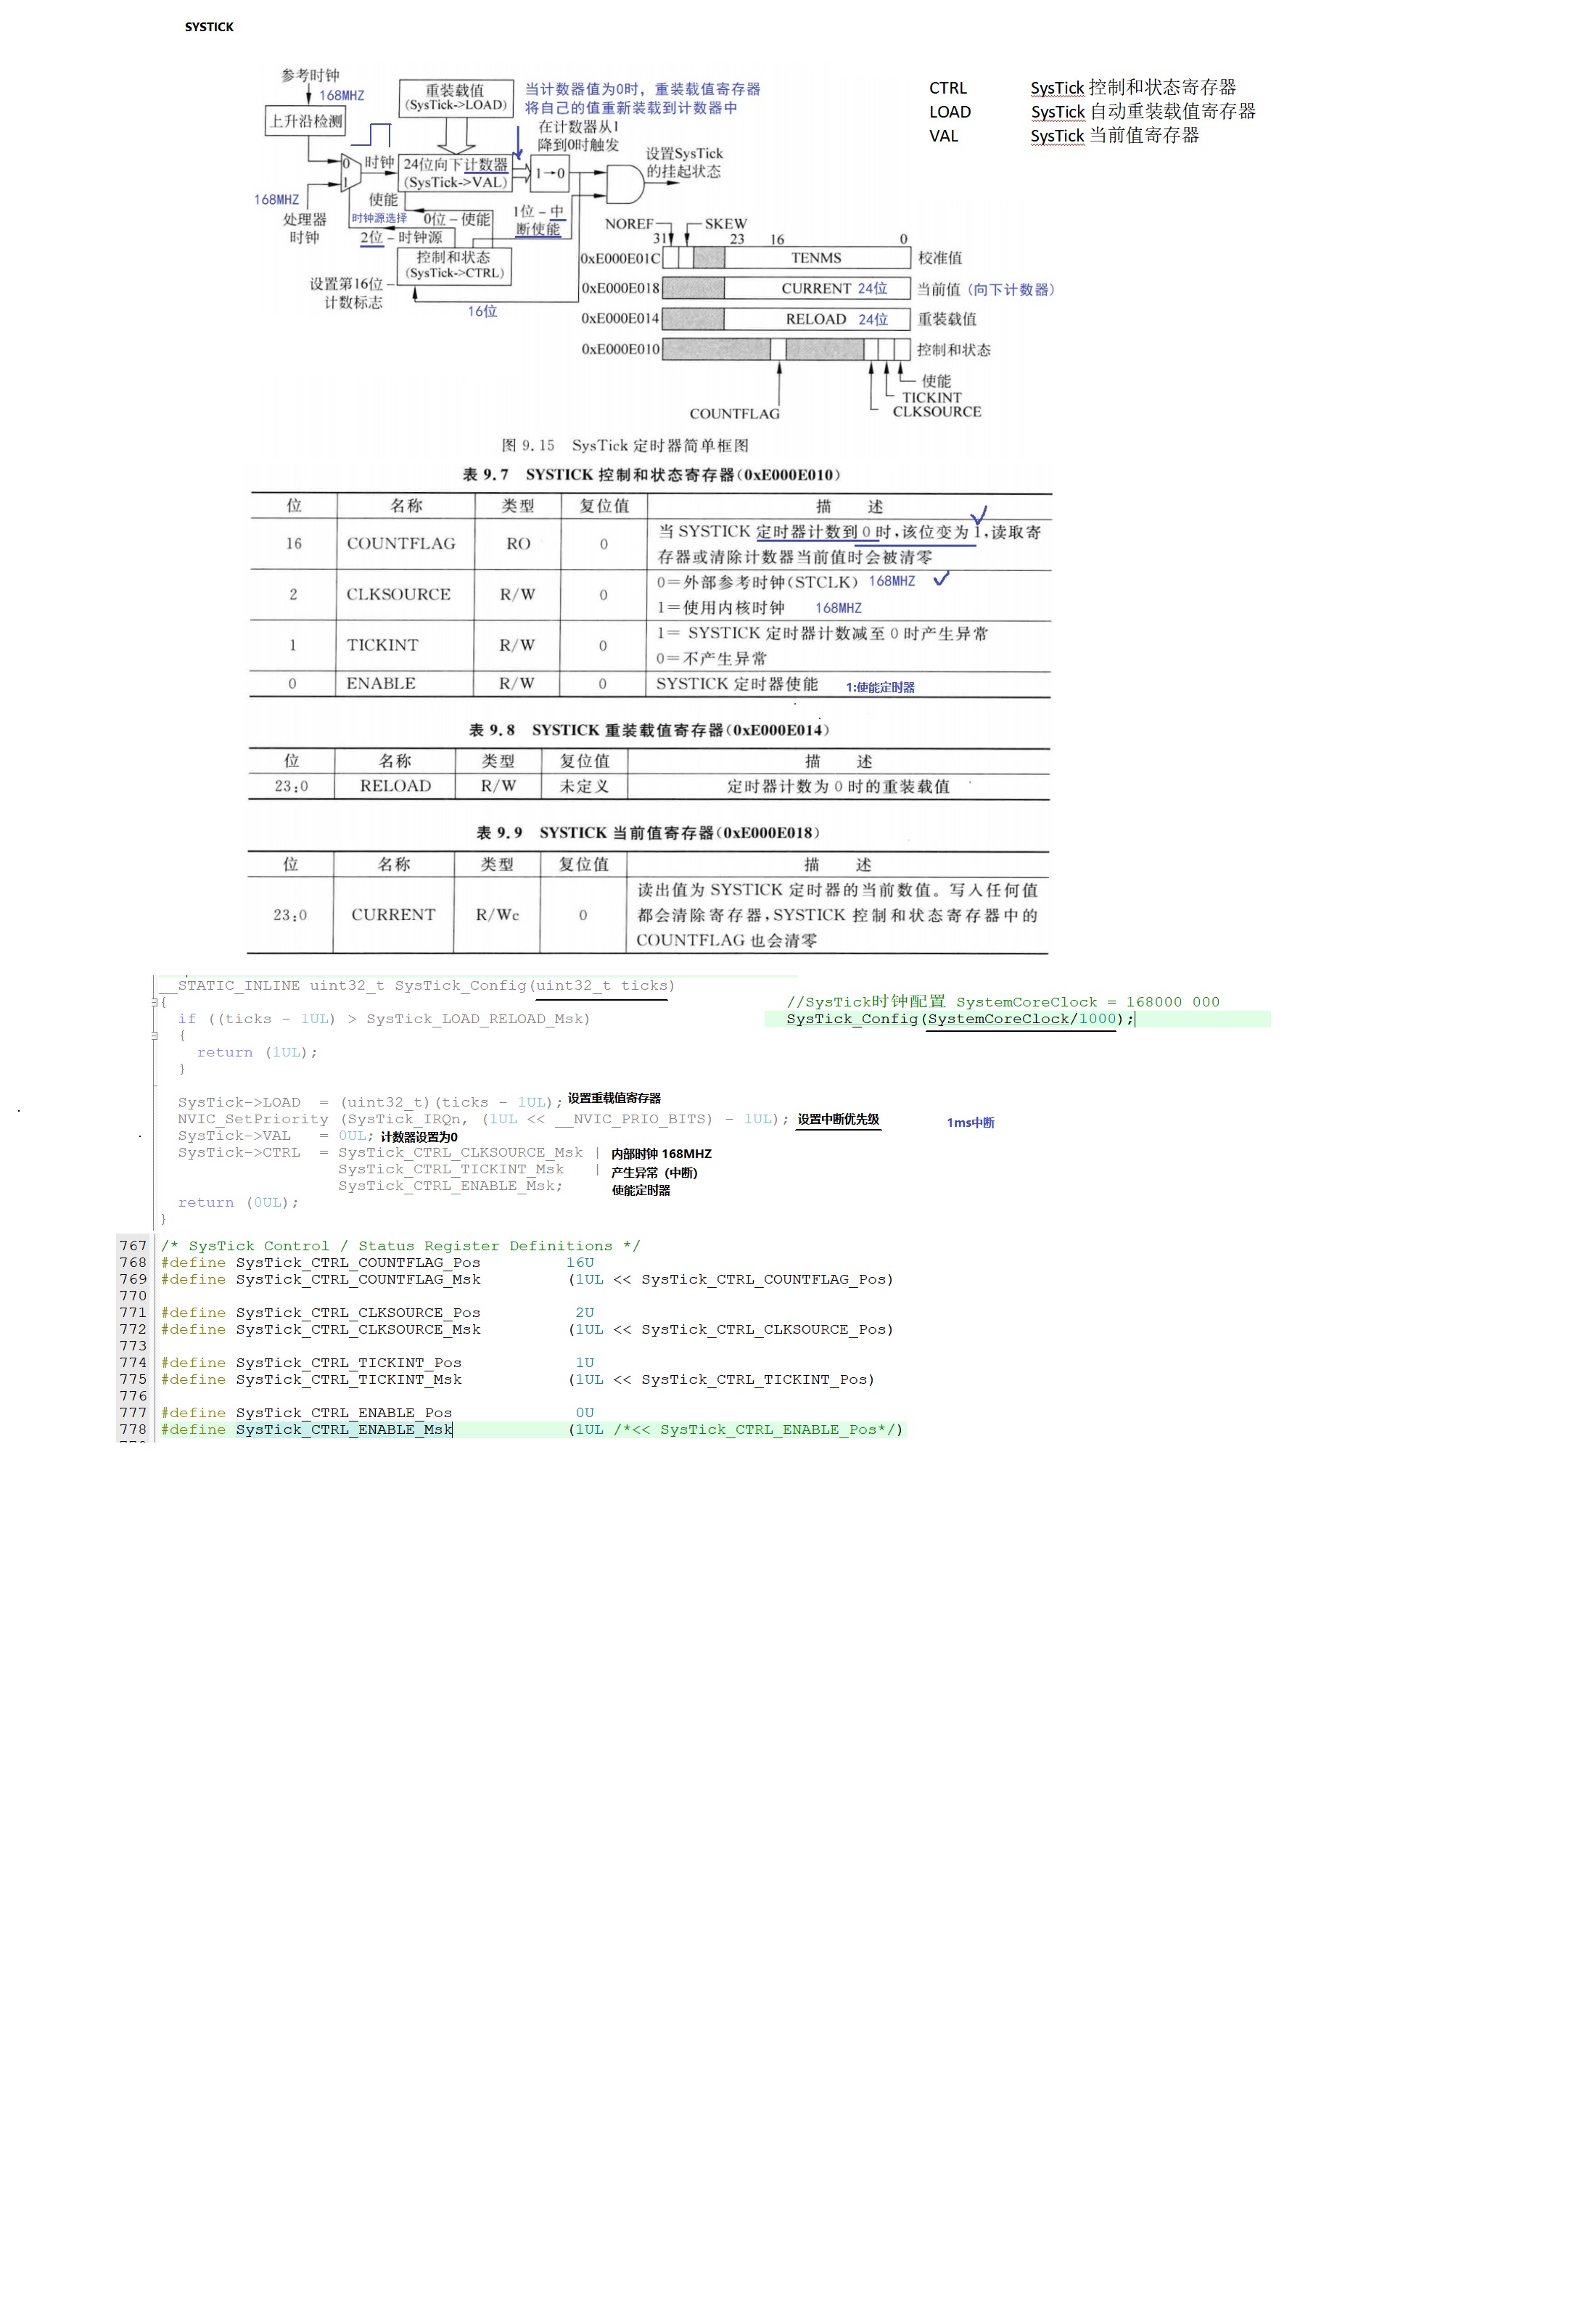 SYSTICK
参考时钟
168MHZ
上升沿检测
重装载值
(SysTick->LOAD)
当计数器值为0时，重装载值寄存器
将自己的值重新装载到计数器中
在计数器从1
降到0时触发
CTRL SysTick 控制和状态寄存器
LOAD SysTick 自动重装载值寄存器
VAL SysTick 当前值寄存器
0
1
时钟
24位向下计数器
(SysTick->VAL)
1→0
设置SysTick
的挂起状态
168MHZ
处理器
时钟
使能
时钟源选择
0位－使能
1位－中
断使能
2位－时钟源
控制和状态
(SysTick->CTRL)
设置第16位－
计数标志
16位
NOREF
SKEW
31 23 16 0
0xE000E01C TENMS 校准值
0xE000E018 CURRENT 24位 当前值（向下计数器）
0xE000E014 RELOAD 24位 重装载值
0xE000E010 控制和状态
使能
TICKINT
CLKSOURCE
COUNTFLAG
图 9.15 SysTick 定时器简单框图
表 9.7 SYSTICK 控制和状态寄存器(0xE000E010)
位 名称 类型 复位值 描 述
16 COUNTFLAG RO 0 当 SYSTICK 定时器计数到 0 时,该位变为 1,读取寄
存器或清除计数器当前值时会被清零
2 CLKSOURCE R/W 0 0=外部参考时钟(STCLK) 168MHZ
1=使用内核时钟 168MHZ
1 TICKINT R/W 0 1= SYSTICK 定时器计数减至 0 时产生异常
0=不产生异常
0 ENABLE R/W 0 SYSTICK 定时器使能 1:使能定时器
表 9.8 SYSTICK 重装载值寄存器(0xE000E014)
位 名称 类型 复位值 描 述
23:0 RELOAD R/W 未定义 定时器计数为 0 时的重装载值
表 9.9 SYSTICK 当前值寄存器(0xE000E018)
位 名称 类型 复位值 描 述
23:0 CURRENT R/Wc 0 读出值为 SYSTICK 定时器的当前数值。写入任何值
都会清除寄存器,SYSTICK 控制和状态寄存器中的
COUNTFLAG 也会清零
__STATIC_INLINE uint32_t SysTick_Config(uint32_t ticks)
{
if ((ticks - 1UL) > SysTick_LOAD_RELOAD_Msk)
{
return (1UL);
}
//SysTick时钟配置 SystemCoreClock = 168000 000
SysTick_Config(SystemCoreClock/1000);
SysTick->LOAD = (uint32_t)(ticks - 1UL); 设置重载值寄存器
NVIC_SetPriority (SysTick_IRQn, (1UL << __NVIC_PRIO_BITS) - 1UL); 设置中断优先级 1ms中断
SysTick->VAL = 0UL; 计数器设置为0
SysTick->CTRL = SysTick_CTRL_CLKSOURCE_Msk | 内部时钟 168MHZ
SysTick_CTRL_TICKINT_Msk | 产生异常（中断）
SysTick_CTRL_ENABLE_Msk; 使能定时器
return (0UL);
}
767 /* SysTick Control / Status Register Definitions */
768 #define SysTick_CTRL_COUNTFLAG_Pos 16U
769 #define SysTick_CTRL_COUNTFLAG_Msk (1UL << SysTick_CTRL_COUNTFLAG_Pos)
770
771 #define SysTick_CTRL_CLKSOURCE_Pos 2U
772 #define SysTick_CTRL_CLKSOURCE_Msk (1UL << SysTick_CTRL_CLKSOURCE_Pos)
773
774 #define SysTick_CTRL_TICKINT_Pos 1U
775 #define SysTick_CTRL_TICKINT_Msk (1UL << SysTick_CTRL_TICKINT_Pos)
776
777 #define SysTick_CTRL_ENABLE_Pos 0U
778 #define SysTick_CTRL_ENABLE_Msk (1UL /*<< SysTick_CTRL_ENABLE_Pos*/)